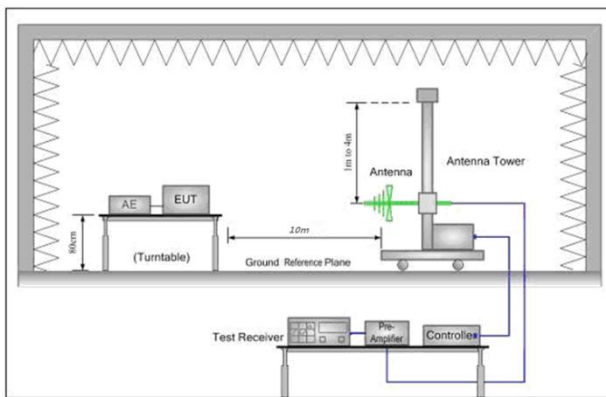 1m to 4m
Antenna
Antenna Tower
AE
EUT
80cm
(Turntable)
10m
Ground Reference Plane
Test Receiver
Pre-
Amplifier
Controller